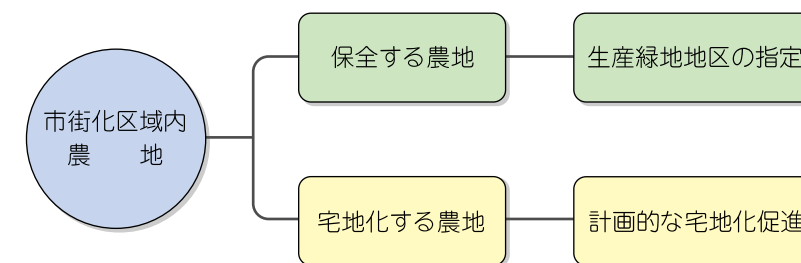 市街化区域内
農　　地
保全する農地
生産緑地地区の指定
宅地化する農地
計画的な宅地化促進